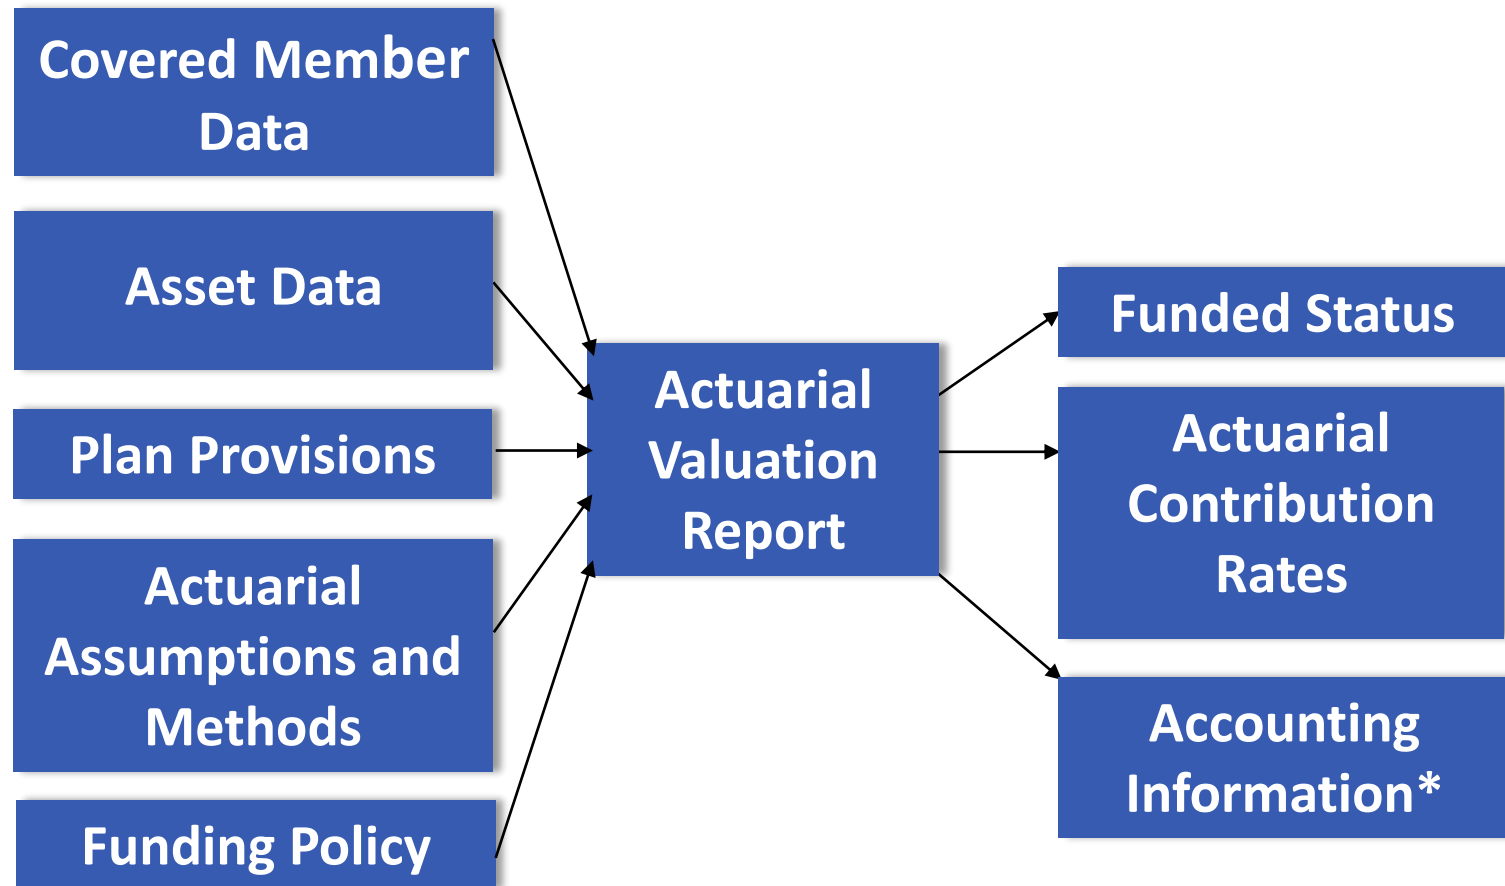 Covered Member
Data
Asset Data
Plan Provisions
Actuarial
Assumptions and
Methods
Funding Policy
Actuarial
Valuation
Report
Funded Status
Actuarial
Contribution
Rates
Accounting
Information*